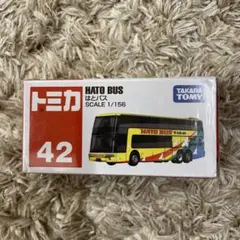 トミカ
42
HATO BUS
はとバス
SCALE 1/156
TAKARA
TOMY
HATO BUS